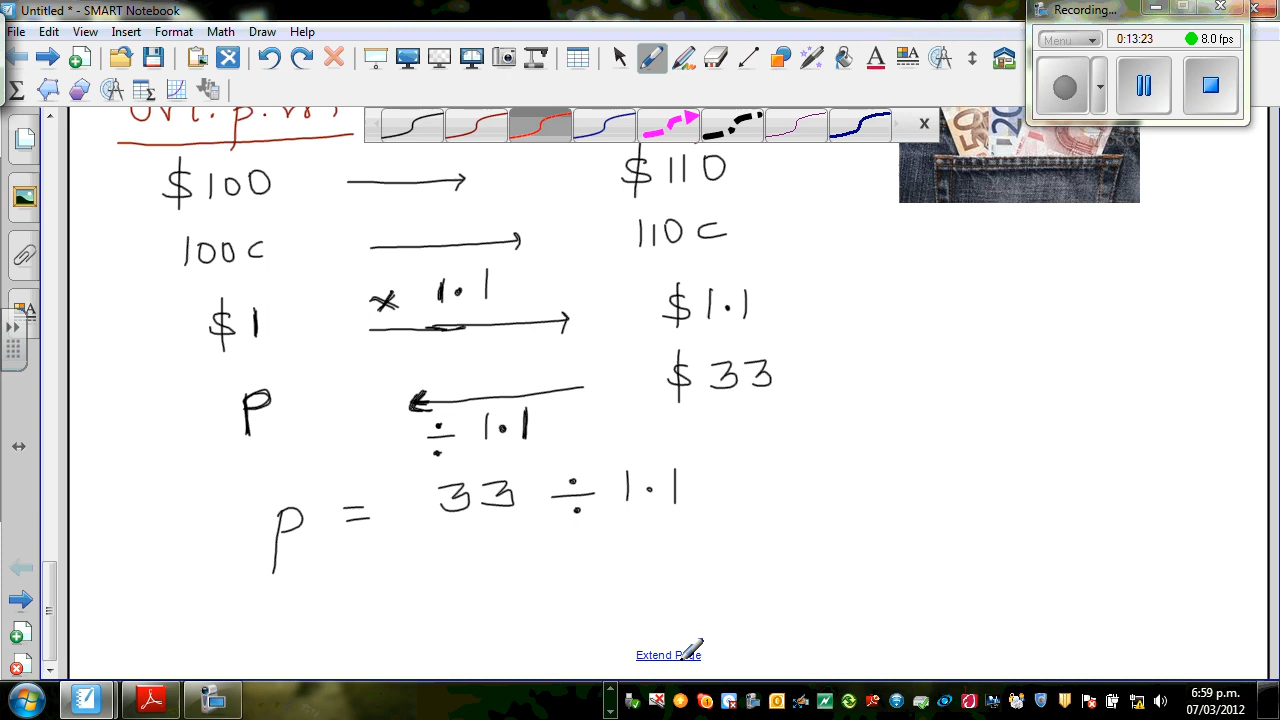 Untitled * - SMART Notebook
Recording...
File Edit View Insert Format Math Draw Help
Menu 0:13:23 8.0 fps
$100 $110
100c 110c
* 1.1
$1 $1.1
p $33
÷ 1.1
p = 33 ÷ 1.1
Extend Page
6:59 p.m.
07/03/2012